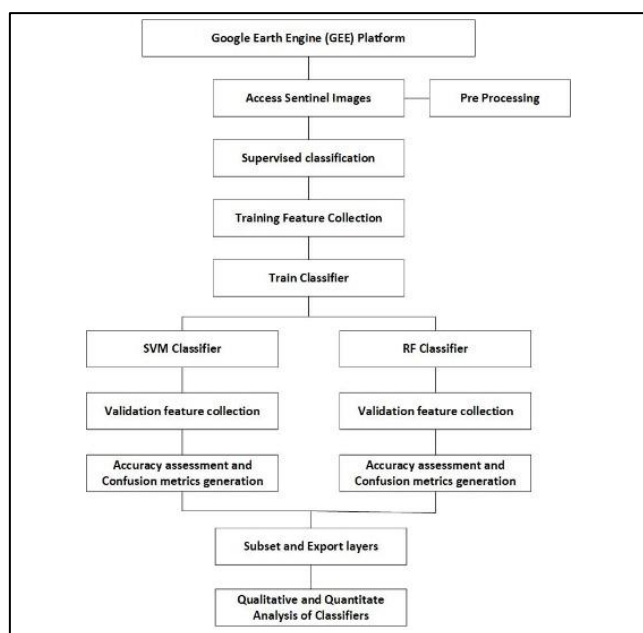 Google Earth Engine (GEE) Platform
Access Sentinel Images
Pre Processing
Supervised classification
Training Feature Collection
Train Classifier
SVM Classifier
RF Classifier
Validation feature collection
Validation feature collection
Accuracy assessment and
Confusion metrics generation
Accuracy assessment and
Confusion metrics generation
Subset and Export layers
Qualitative and Quantitate
Analysis of Classifiers